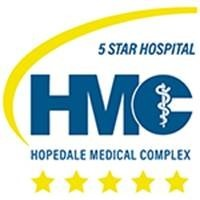 5 STAR HOSPITAL
HMC
HOPEDALE MEDICAL COMPLEX